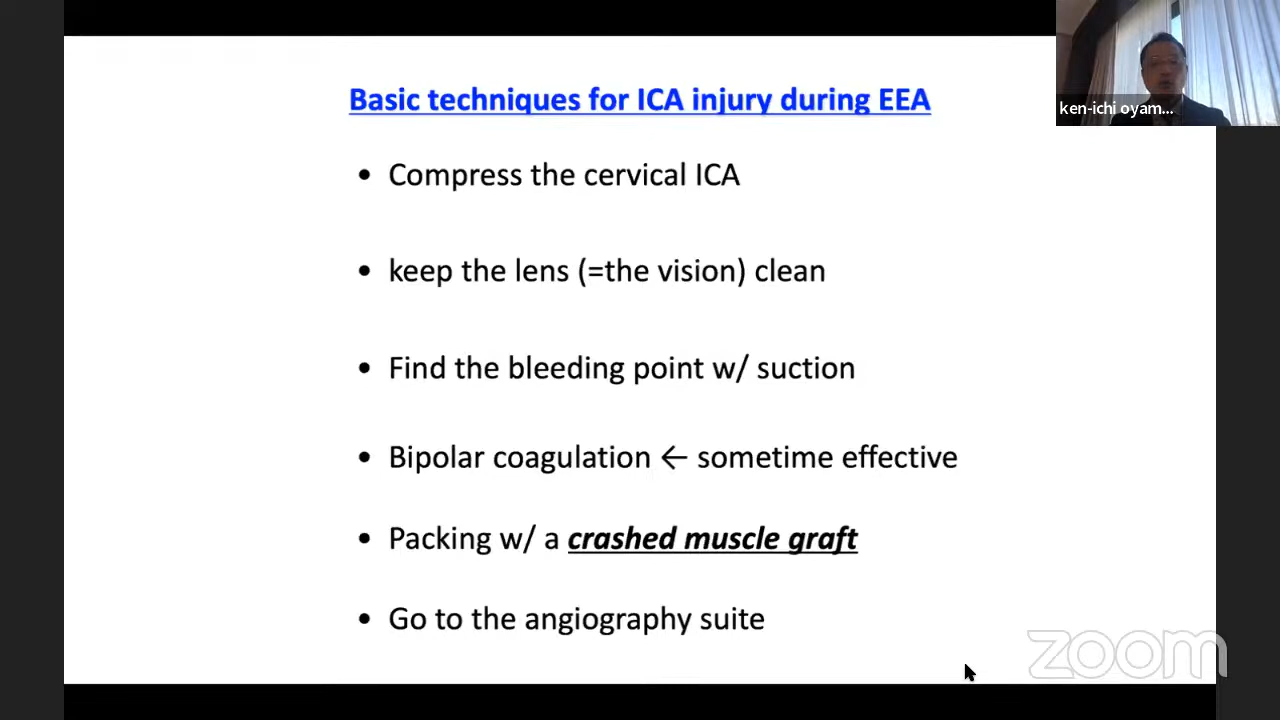 Basic techniques for ICA injury during EEA
ken-ichi oyam...
• Compress the cervical ICA
• keep the lens (=the vision) clean
• Find the bleeding point w/ suction
• Bipolar coagulation ← sometime effective
• Packing w/ a crashed muscle graft
• Go to the angiography suite
zoom